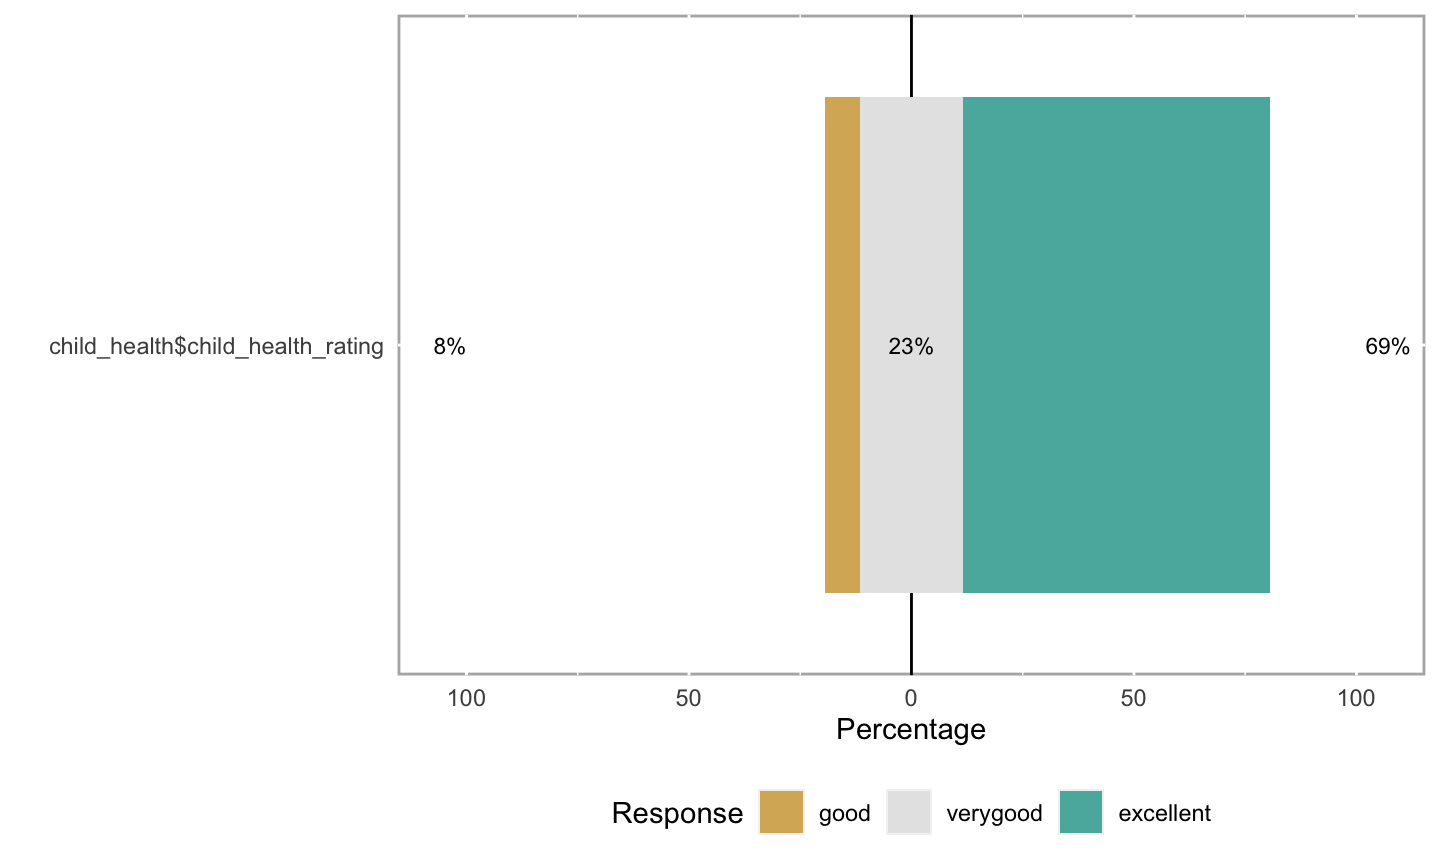 child_health$child_health_rating 8% 23% 69%
100 50 0 50 100
Percentage
Response good verygood excellent